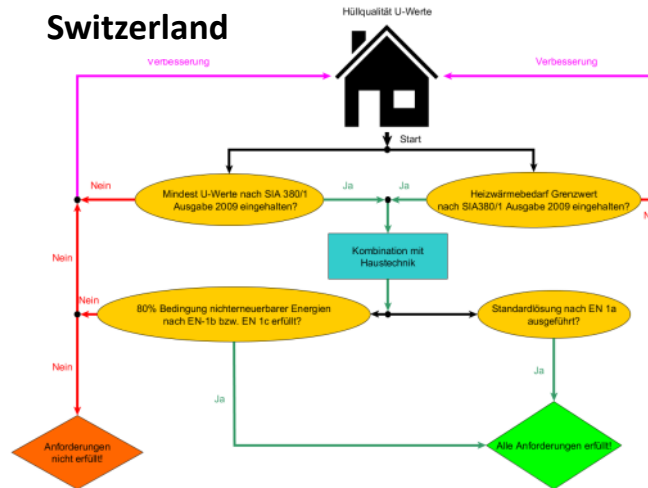 Switzerland
Hüllqualität U-Werte
Verbesserung
Verbesserung
Start
Nein
Mindest U-Werte nach SIA 380/1
Ausgabe 2009 eingehalten?
Ja
Ja
Heizwärmebedarf Grenzwert
nach SIA380/1 Ausgabe 2009 eingehalten?
N
Kombination mit
Haustechnik
Nein
Nein
80% Bedingung nichterneuerbarer Energien
nach EN-1b bzw. EN 1c erfüllt?
Standardlösung nach EN 1a
ausgeführt?
Nein
Ja
Ja
Anforderungen
nicht erfüllt!
Alle Anforderungen erfüllt!